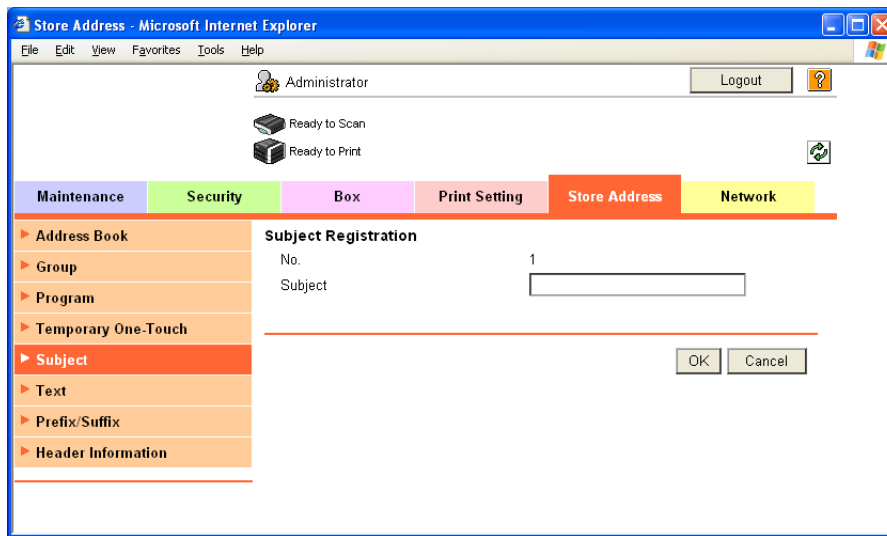 Store Address - Microsoft Internet Explorer
File Edit View Favorites Tools Help
Administrator
Logout
?
Ready to Scan
Ready to Print
Maintenance Security Box Print Setting Store Address Network
Address Book
Group
Program
Temporary One-Touch
Subject
Text
Prefix/Suffix
Header Information
Subject Registration
No. 1
Subject
OK Cancel